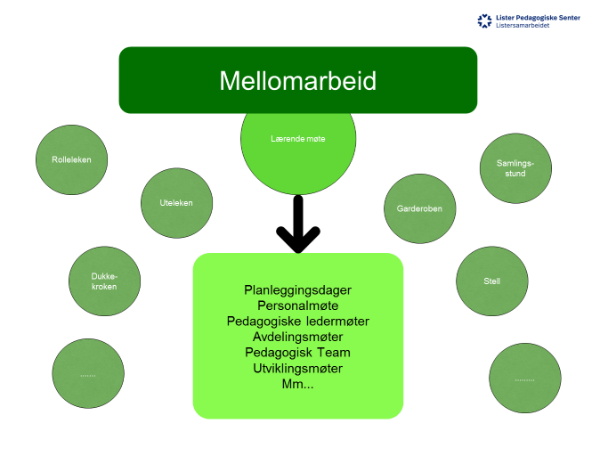 Lister Pedagogiske Senter
Listersamarbeidet
Mellomarbeid
Lærende møte
Rolleleken
Uteleken
Dukke-
kroken
........
Samlings-
stund
Garderoben
Stell
..........
Planleggingsdager
Personalmøte
Pedagogiske ledermøter
Avdelingsmøter
Pedagogisk Team
Utviklingsmøter
Mm...